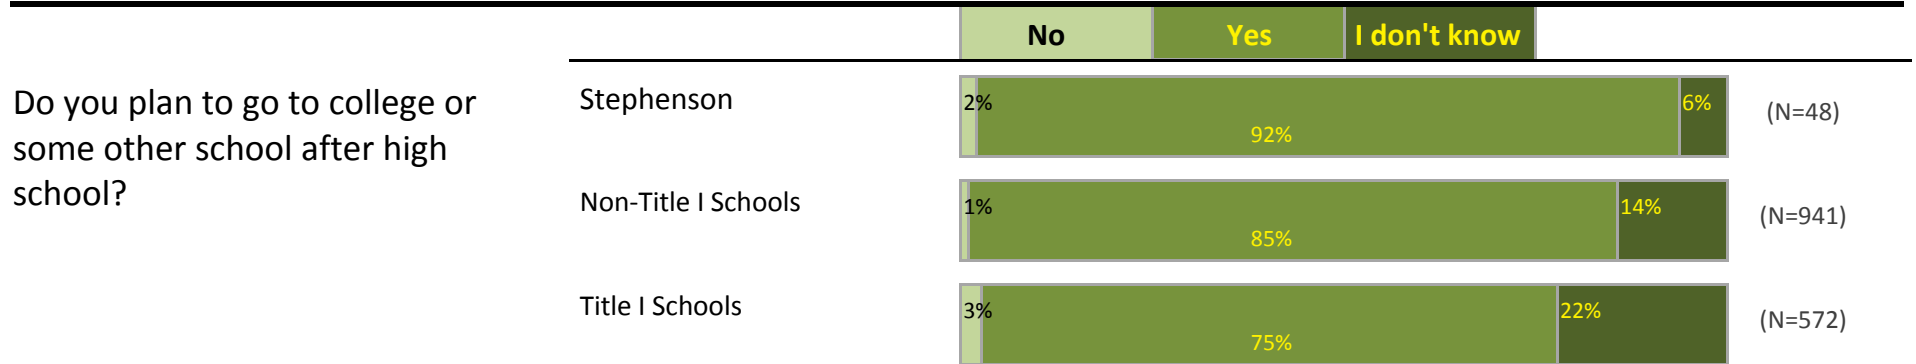 No Yes I don't know
Do you plan to go to college or
some other school after high
school?
Stephenson
2% 92% 6% (N=48)
Non-Title I Schools
1% 85% 14% (N=941)
Title I Schools
3% 75% 22% (N=572)